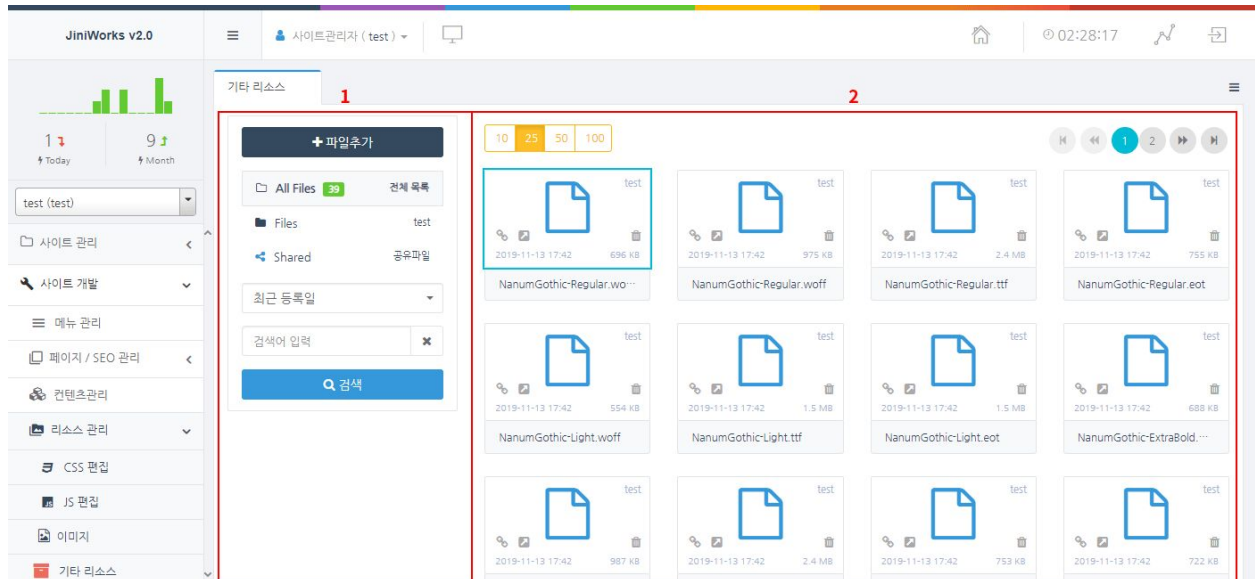 JiniWorks v2.0
사이트관리자 ( test )
02:28:17
1
Today
9
Month
test (test)
사이트 관리
사이트 개발
메뉴 관리
페이지 / SEO 관리
컨텐츠관리
리소스 관리
CSS 편집
JS 편집
이미지
기타 리소스
기타 리소스
1
2
파일추가
All Files 39 전체 목록
Files test
Shared 공유파일
최근 등록일
검색어 입력
검색
10 25 50 100
1 2
test
2019-11-13 17:42 696 KB
NanumGothic-Regular.wo···
test
2019-11-13 17:42 975 KB
NanumGothic-Regular.woff
test
2019-11-13 17:42 2.4 MB
NanumGothic-Regular.ttf
test
2019-11-13 17:42 755 KB
NanumGothic-Regular.eot
test
2019-11-13 17:42 554 KB
NanumGothic-Light.woff
test
2019-11-13 17:42 1.5 MB
NanumGothic-Light.ttf
test
2019-11-13 17:42 1.5 MB
NanumGothic-Light.eot
test
2019-11-13 17:42 688 KB
NanumGothic-ExtraBold.···
test
2019-11-13 17:42 987 KB
test
2019-11-13 17:42 2.4 MB
test
2019-11-13 17:42 753 KB
test
2019-11-13 17:42 722 KB